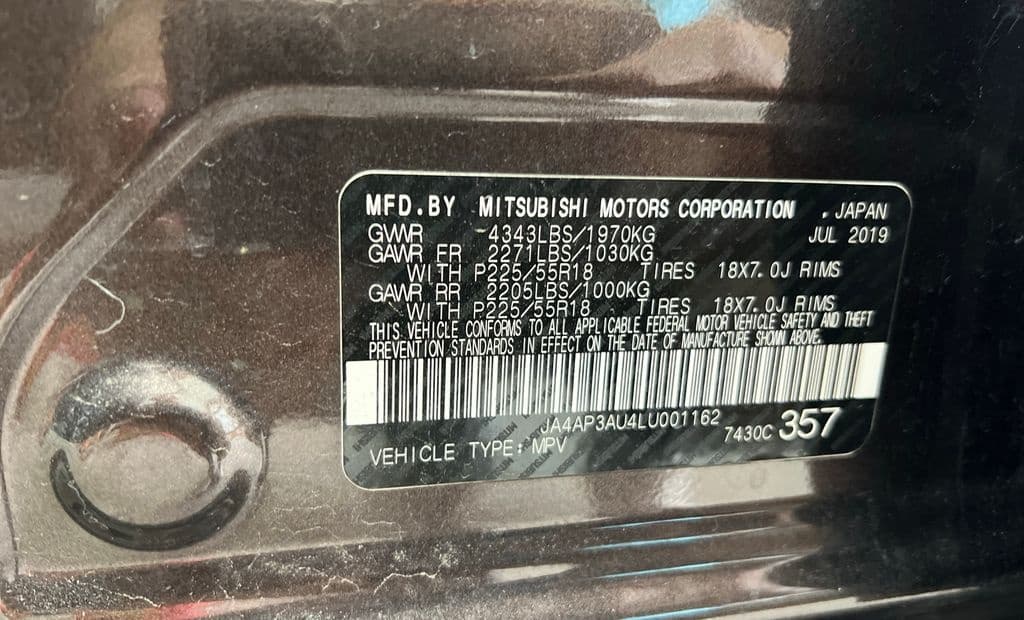 MFD.BY MITSUBISHI MOTORS CORPORATION . JAPAN
GVWR 4343LBS/1970KG JUL 2019
GAWR FR 2271LBS/1030KG
WITH P225/55R18 TIRES 18X7.0J RIMS
GAWR RR 2205LBS/1000KG
WITH P225/55R18 TIRES 18X7.0J RIMS
THIS VEHICLE CONFORMS TO ALL APPLICABLE FEDERAL MOTOR VEHICLE SAFETY AND THEFT
PREVENTION STANDARDS IN EFFECT ON THE DATE OF MANUFACTURE SHOWN ABOVE.
JA4AP3AU4LU001162
VEHICLE TYPE:MPV 7430C 357